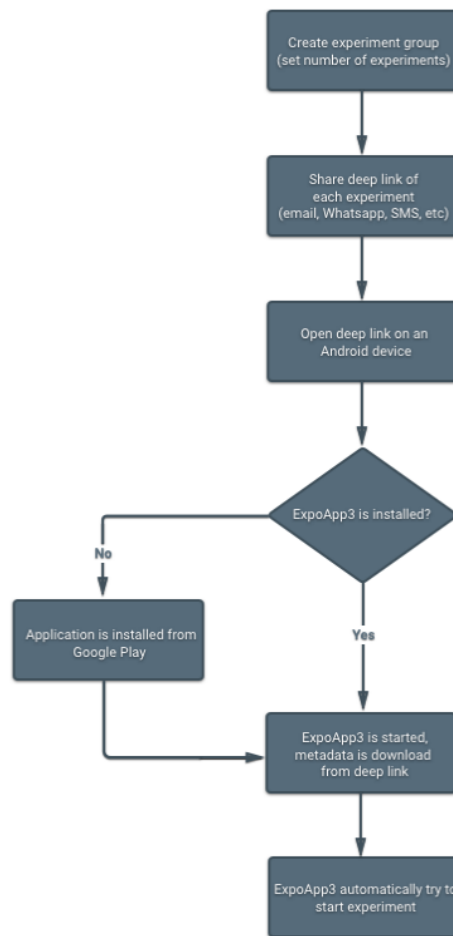 Create experiment group
(set number of experiments)
Share deep link of
each experiment
(email, Whatsapp, SMS, etc)
Open deep link on an
Android device
ExpoApp3 is installed?
No
Application is installed from
Google Play
Yes
ExpoApp3 is started,
metadata is download
from deep link
ExpoApp3 automatically try to
start experiment